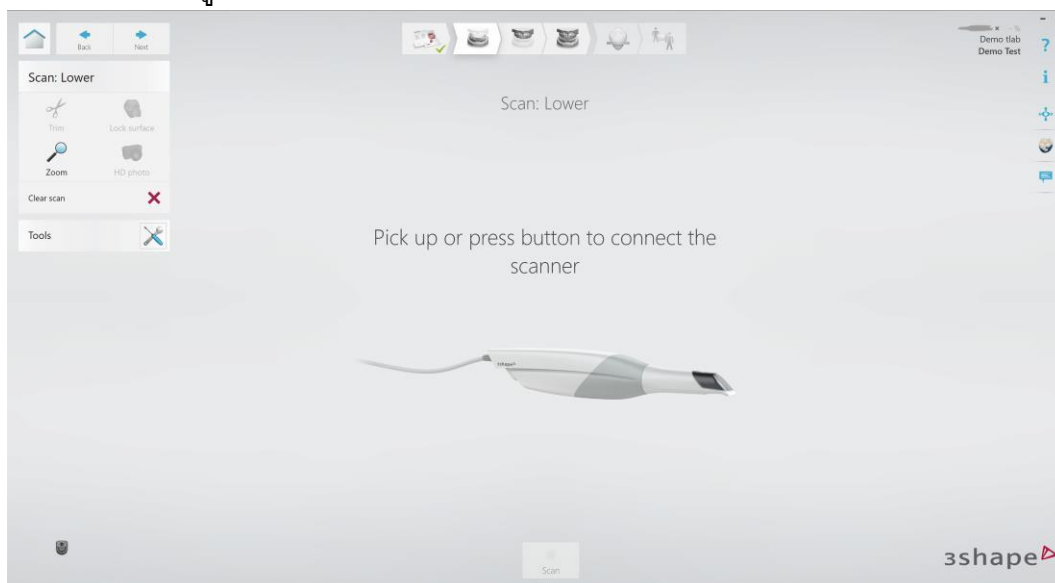 Back
Next
Demo tlab
Demo Test
Scan: Lower
Trim
Lock surface
Zoom
HD photo
Clear scan
Tools
Scan: Lower
Pick up or press button to connect the
scanner
3shape
Scan
3shape